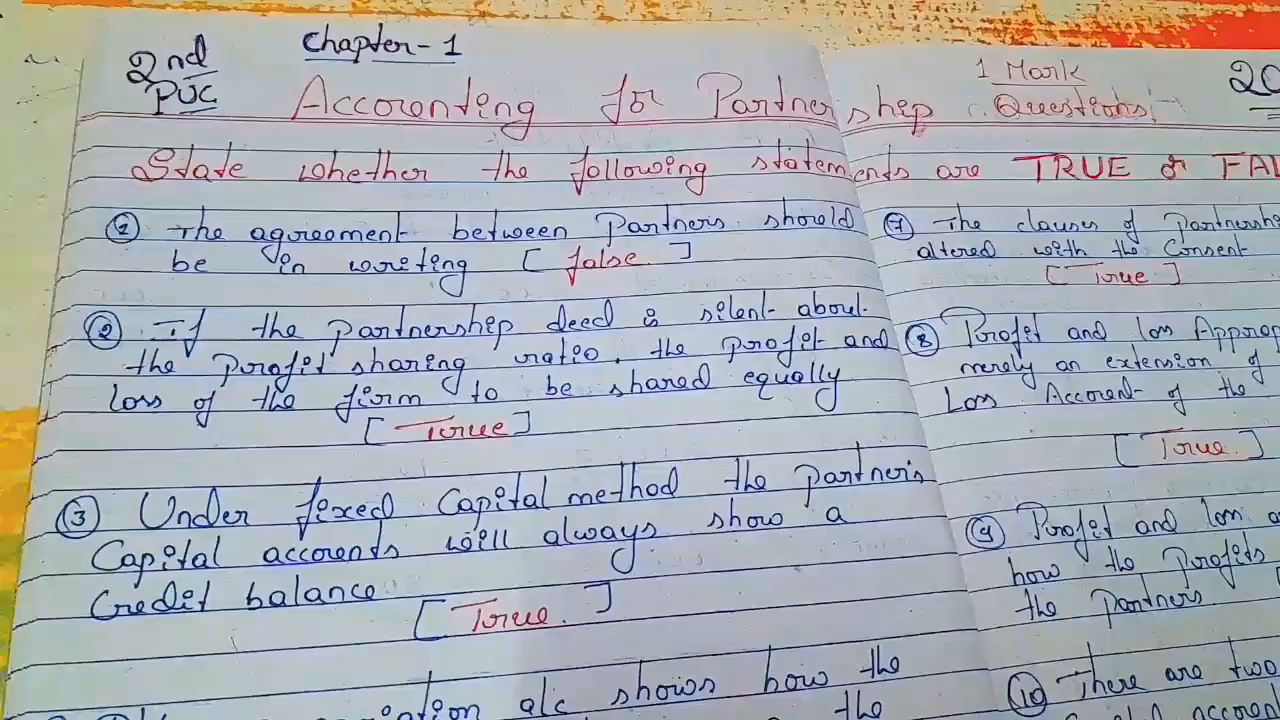 Chapter-1
2nd
PUC
Accounting for Partnership
1 Mark
Questions:-
State whether the following statements are TRUE or
① The agreement between Partners should
be in writing [false.]
② If the Partnership deed is silent about
the Profit sharing ratio. the profit and
loss of the firm to be shared equally
[True]
③ Under fixed Capital method the partner's
Capital accounts will always show a
Credit balance
[True.]
shows how the
the
⑦ The clauses of
altered with the Consent
[True]
⑧ Profit and loss
merely an extension of
Loss Account of the
[True.]
⑨ Profit and loss
how the Profits
the Partners
⑩ There are two